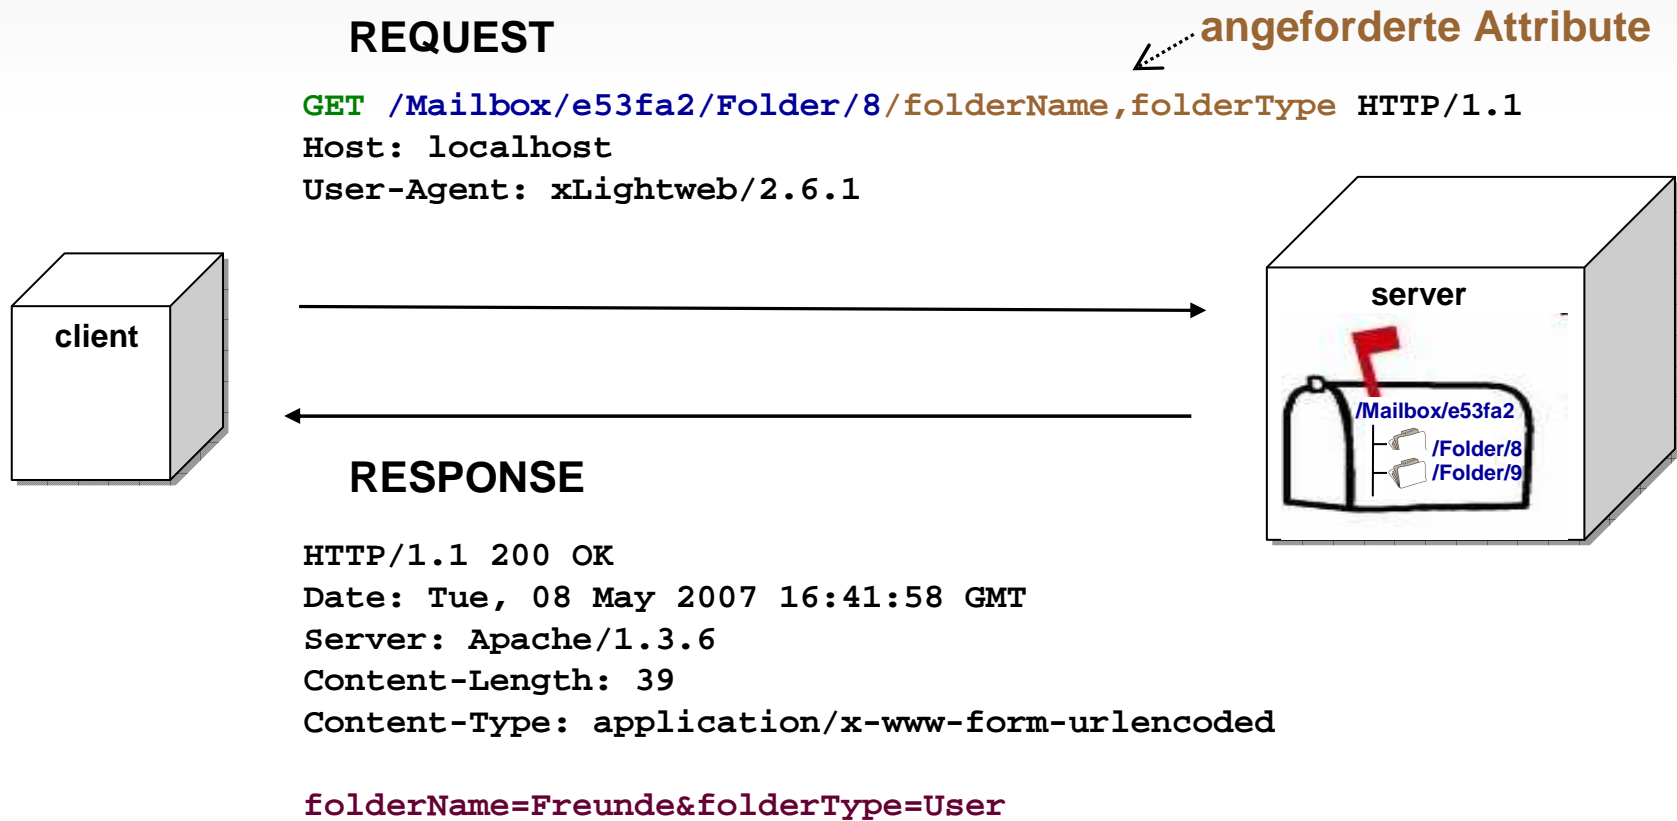 REQUEST
angeforderte Attribute
GET /Mailbox/e53fa2/Folder/8/folderName,folderType HTTP/1.1
Host: localhost
User-Agent: xLightweb/2.6.1
client
server
/Mailbox/e53fa2
/Folder/8
/Folder/9
RESPONSE
HTTP/1.1 200 OK
Date: Tue, 08 May 2007 16:41:58 GMT
Server: Apache/1.3.6
Content-Length: 39
Content-Type: application/x-www-form-urlencoded
folderName=Freunde&folderType=User